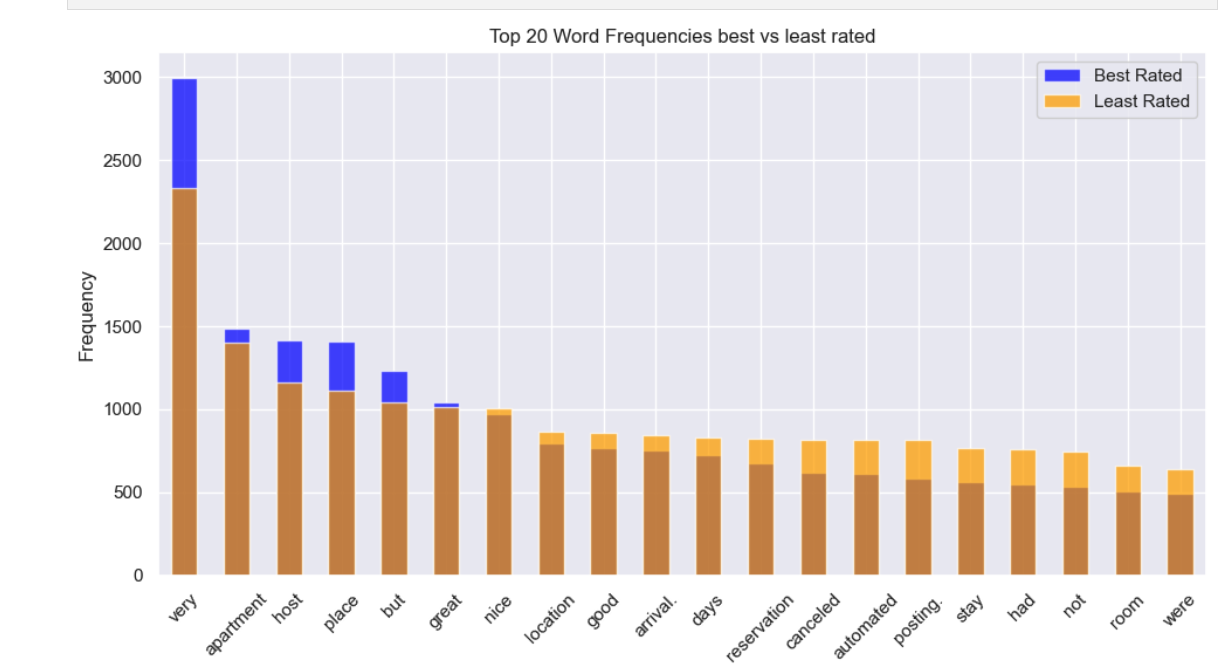 Top 20 Word Frequencies best vs least rated
Best Rated
Least Rated
Frequency
3000
2500
2000
1500
1000
500
0
very
apartment
host
place
but
great
nice
location
good
arrival.
days
reservation
canceled
automated
posting.
stay
had
not
room
were